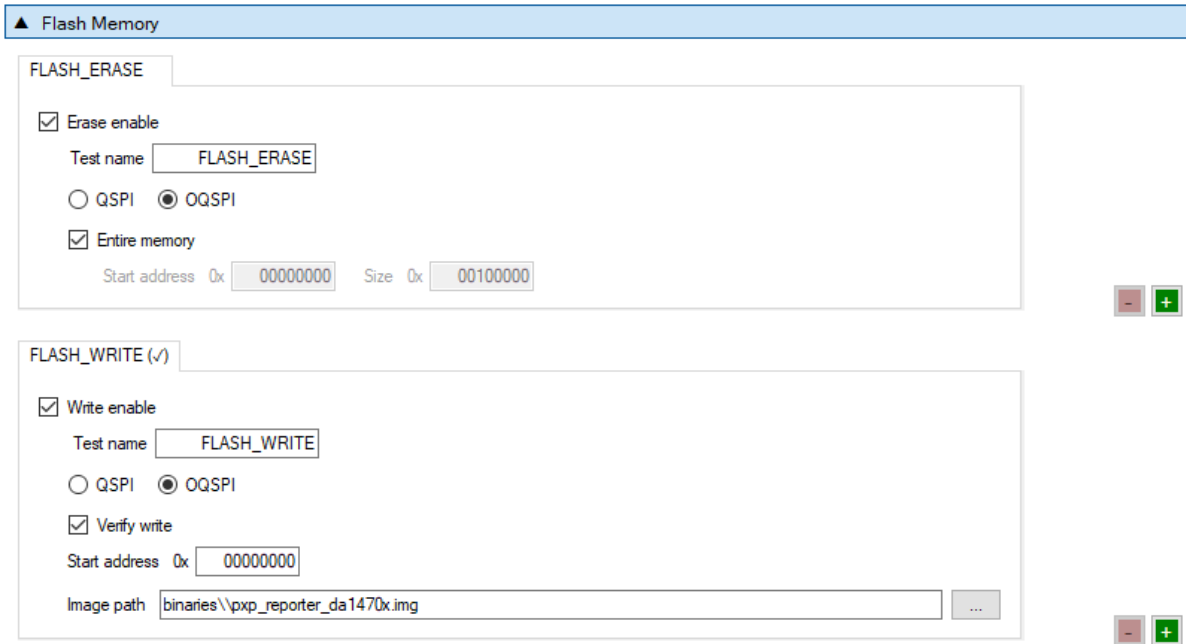 ▲ Flash Memory
FLASH_ERASE
Erase enable
Test name FLASH_ERASE
QSPI OQSPI
Entire memory
Start address 0x 00000000 Size 0x 00100000
- +
FLASH_WRITE (✓)
Write enable
Test name FLASH_WRITE
QSPI OQSPI
Verify write
Start address 0x 00000000
Image path binaries\\pxp_reporter_da1470x.img ...
- +